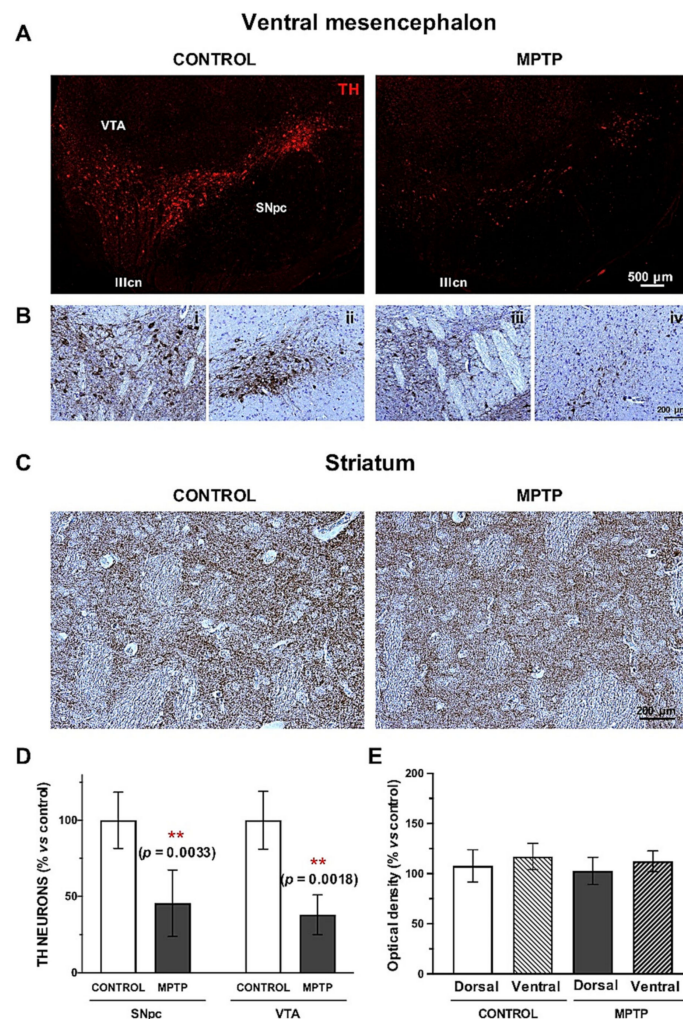 Ventral mesencephalon
A
CONTROL
MPTP
TH
VTA
SNpc
IIIcn
IIIcn
500 µm
B
i
ii
iii
iv
200 µm
C
Striatum
CONTROL
MPTP
200 µm
D
TH NEURONS (% vs control)
100
50
0
**
(p = 0.0033)
**
(p = 0.0018)
CONTROL
MPTP
CONTROL
MPTP
SNpc
VTA
E
Optical density (% vs control)
200
150
100
50
0
Dorsal
Ventral
Dorsal
Ventral
CONTROL
MPTP